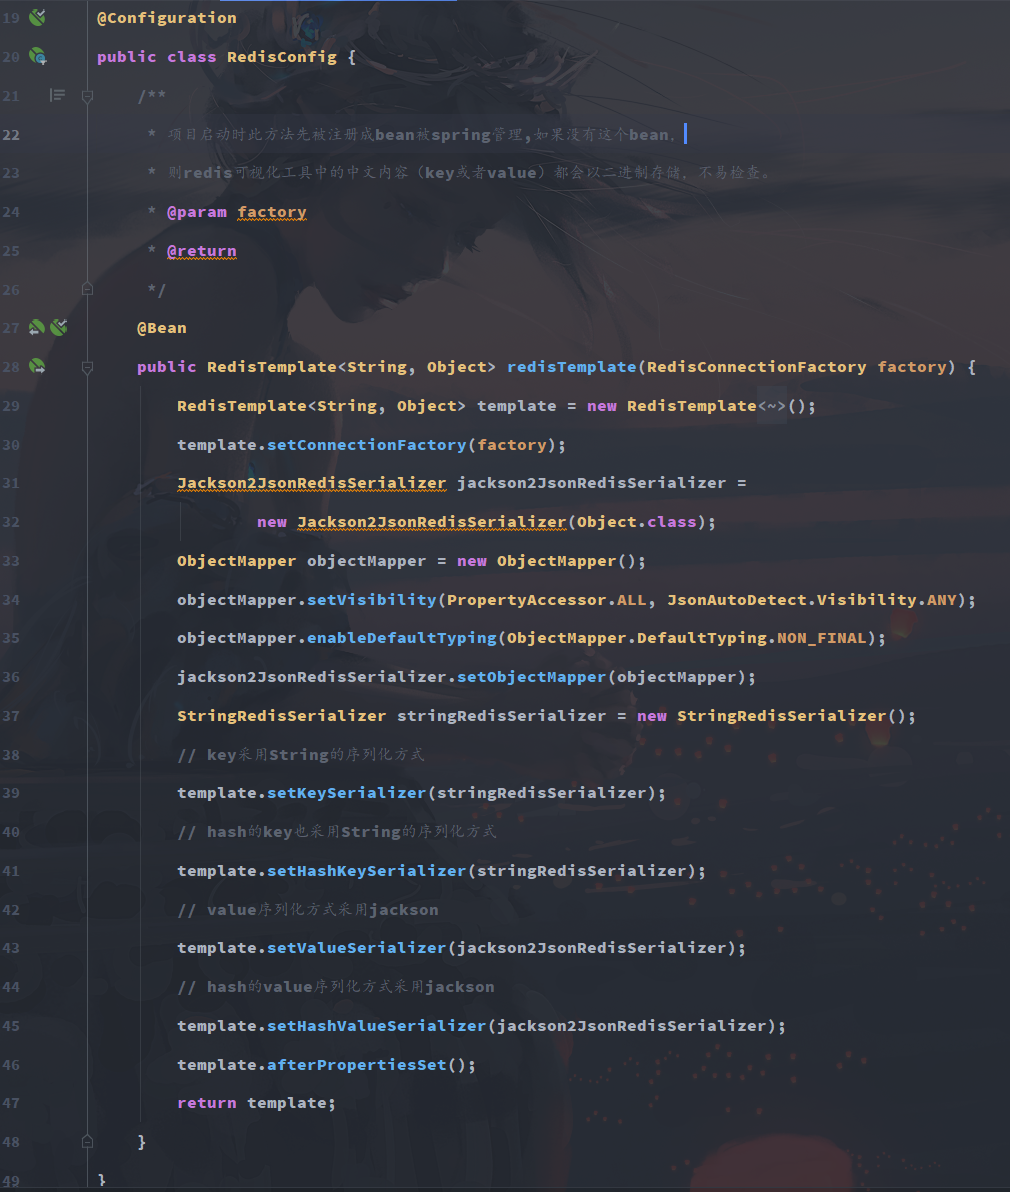 19 @Configuration
20 public class RedisConfig {
21 /**
22 * 项目启动时此方法先被注册成bean被spring管理,如果没有这个bean，
23 * 则redis可视化工具中的中文内容（key或者value）都会以二进制存储，不易检查。
24 * @param factory
25 * @return
26 */
27 @Bean
28 public RedisTemplate<String, Object> redisTemplate(RedisConnectionFactory factory) {
29 RedisTemplate<String, Object> template = new RedisTemplate<~>();
30 template.setConnectionFactory(factory);
31 Jackson2JsonRedisSerializer jackson2JsonRedisSerializer =
32 new Jackson2JsonRedisSerializer(Object.class);
33 ObjectMapper objectMapper = new ObjectMapper();
34 objectMapper.setVisibility(PropertyAccessor.ALL, JsonAutoDetect.Visibility.ANY);
35 objectMapper.enableDefaultTyping(ObjectMapper.DefaultTyping.NON_FINAL);
36 jackson2JsonRedisSerializer.setObjectMapper(objectMapper);
37 StringRedisSerializer stringRedisSerializer = new StringRedisSerializer();
38 // key采用String的序列化方式
39 template.setKeySerializer(stringRedisSerializer);
40 // hash的key也采用String的序列化方式
41 template.setHashKeySerializer(stringRedisSerializer);
42 // value序列化方式采用jackson
43 template.setValueSerializer(jackson2JsonRedisSerializer);
44 // hash的value序列化方式采用jackson
45 template.setHashValueSerializer(jackson2JsonRedisSerializer);
46 template.afterPropertiesSet();
47 return template;
48 }
49 }